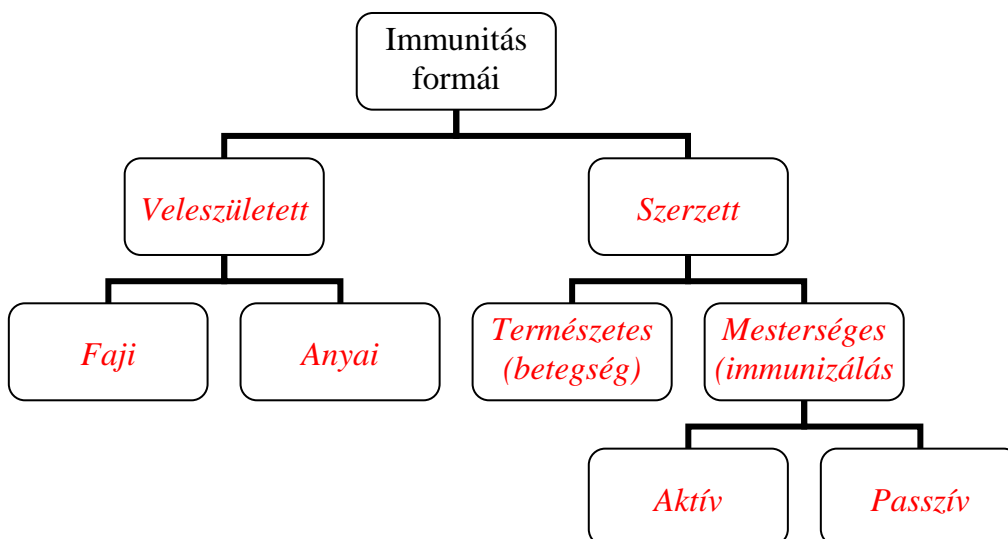 Immunitás
formái
Veleszületett
Szerzett
Faji
Anyai
Természetes
(betegség)
Mesterséges
(immunizálás
Aktív
Passzív